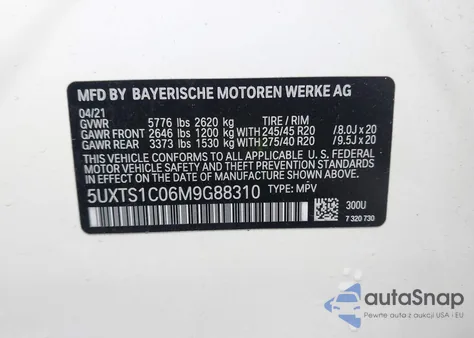 MFD BY BAYERISCHE MOTOREN WERKE AG
04/21
GVWR 5776 lbs 2620 kg TIRE / RIM
GAWR FRONT 2646 lbs 1200 kg WITH 245/45 R20 / 8.0J x 20
GAWR REAR 3373 lbs 1530 kg WITH 275/40 R20 / 9.5J x 20
THIS VEHICLE CONFORMS TO ALL APPLICABLE U.S. FEDERAL MOTOR VEHICLE SAFETY, BUMPER, AND THEFT PREVENTION STANDARDS IN EFFECT ON THE DATE OF MANUFACTURE SHOWN ABOVE.
5UXTS1C06M9G88310 TYPE: MPV
300U
7 320 730
autoSnap
Pewne auto z USA - EU